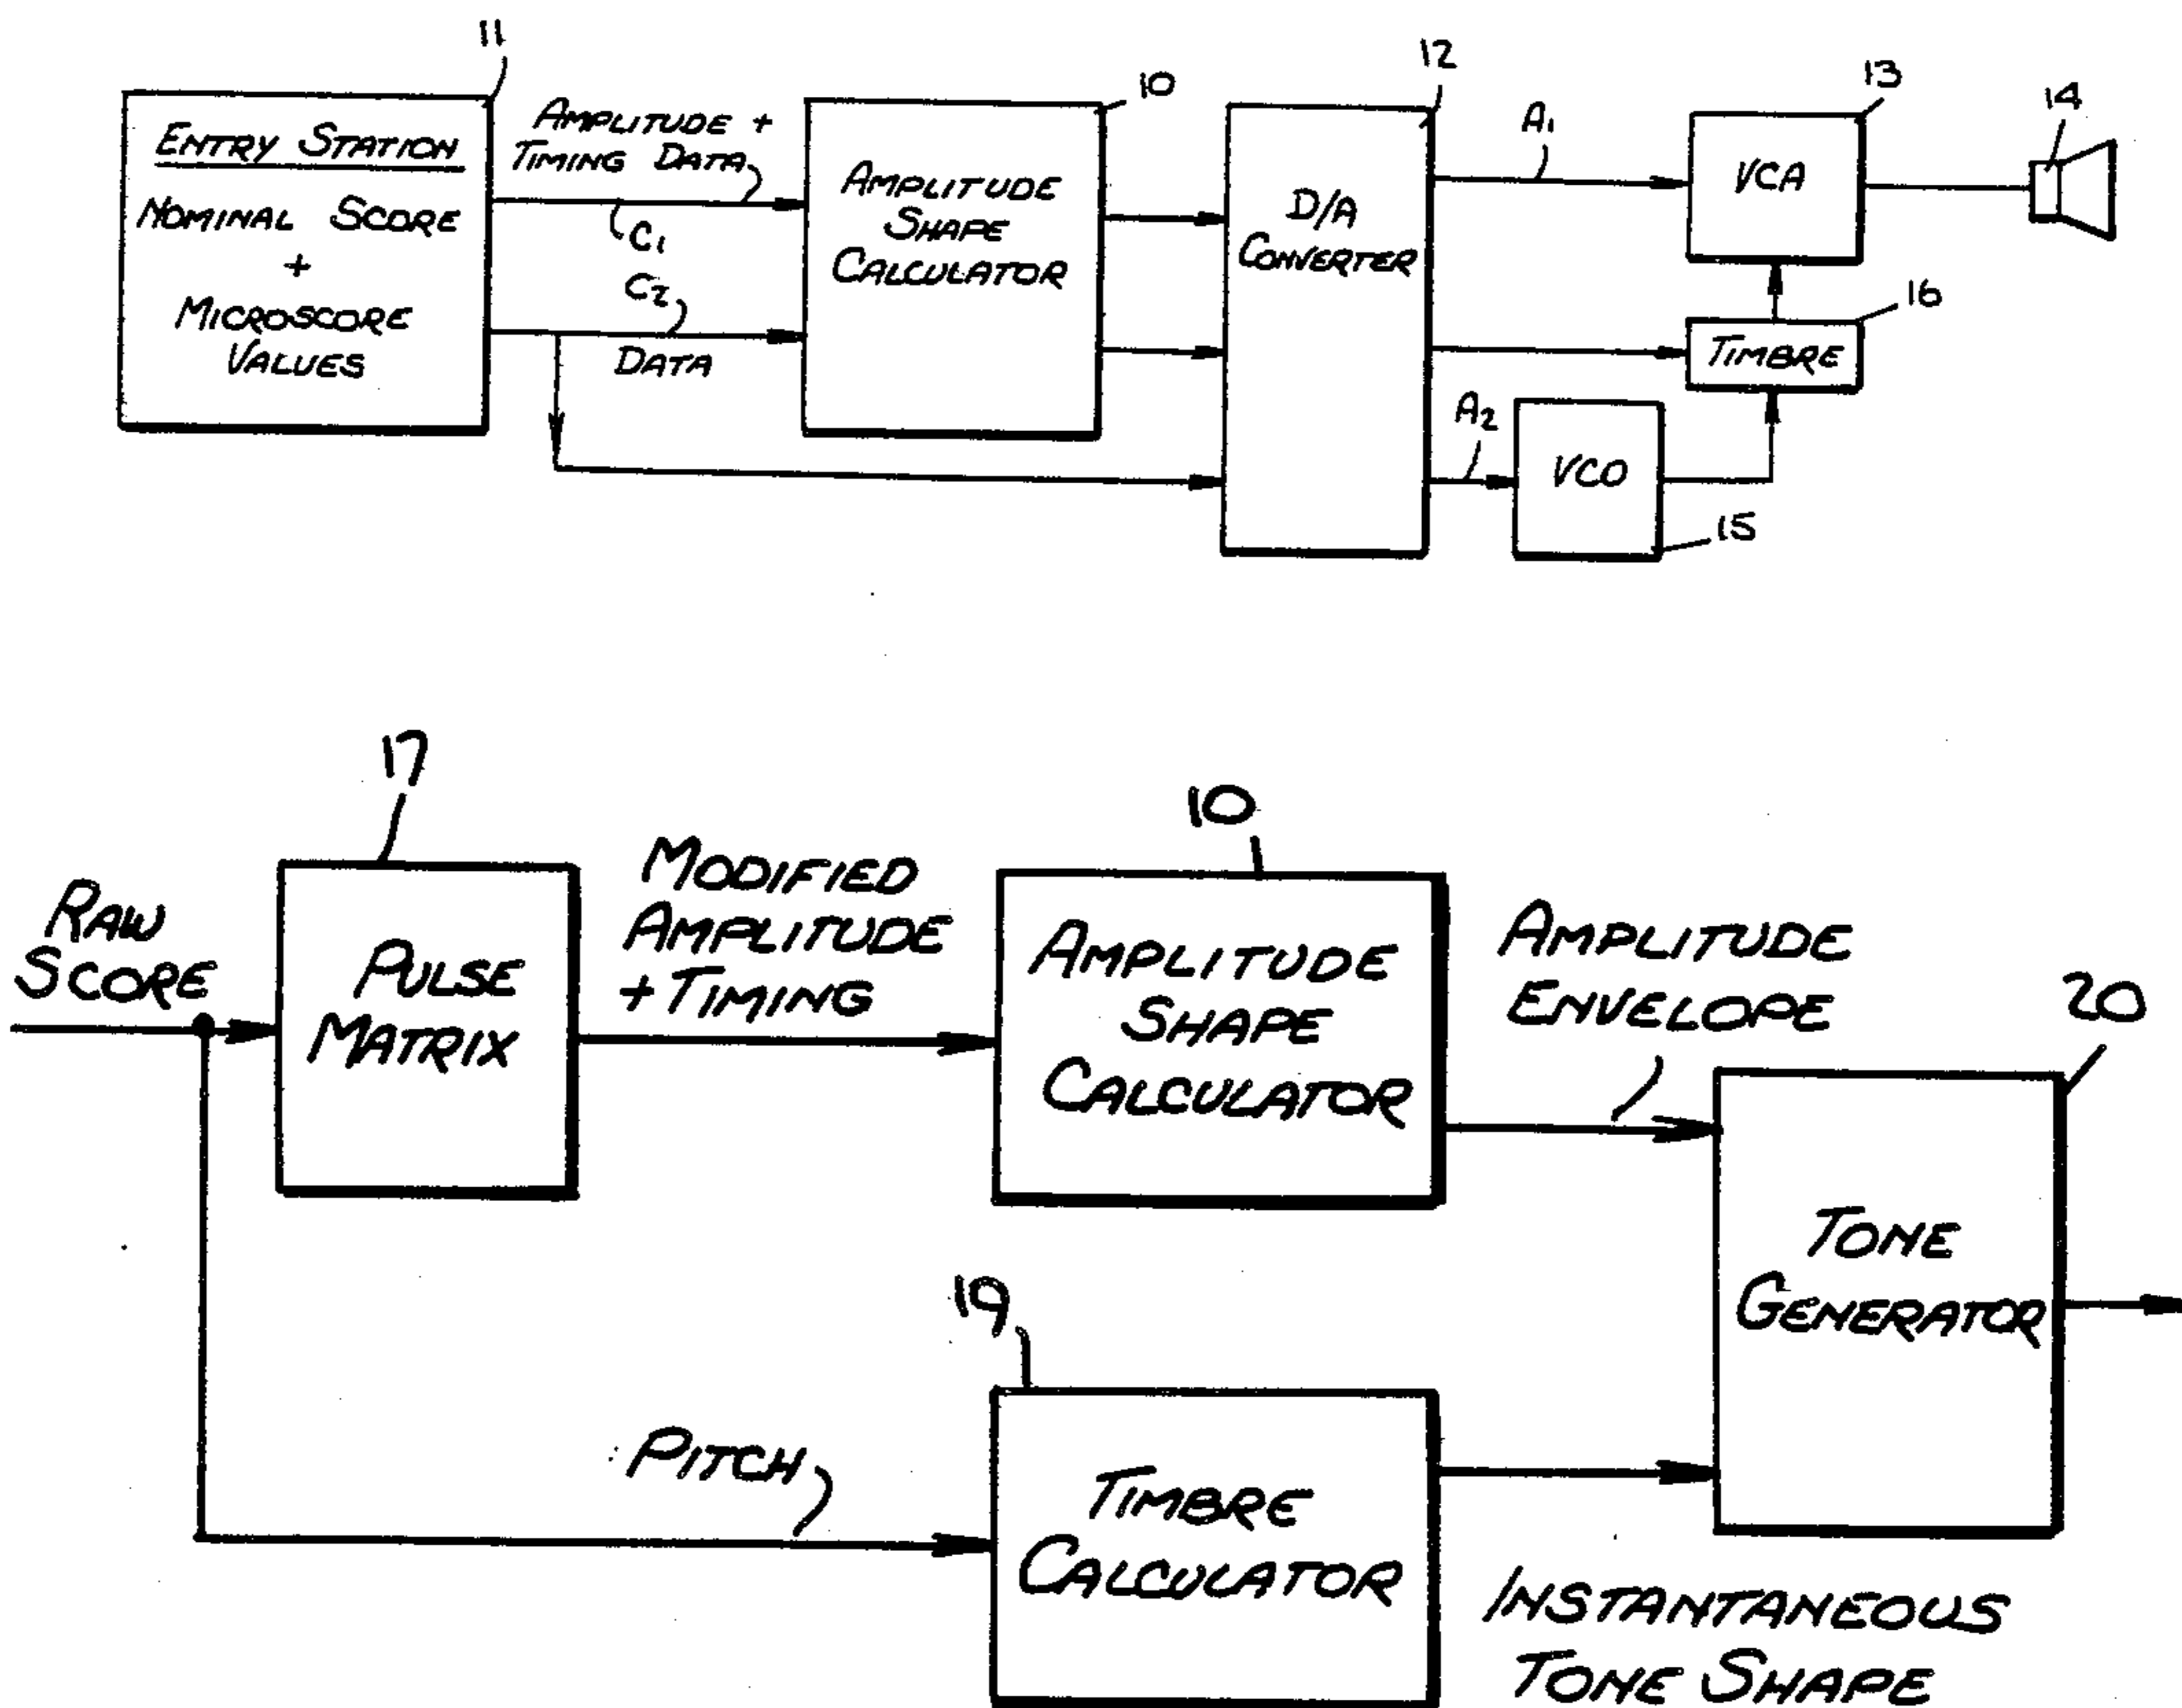 11
ENTRY STATION
NOMINAL SCORE
+
MICROSCORE
VALUES
AMPLITUDE +
TIMING DATA
C1
C2
DATA
10
AMPLITUDE
SHAPE
CALCULATOR
12
D/A
CONVERTER
A1
A2
13
VCA
14
16
TIMBRE
VCO
15
RAW
SCORE
17
PULSE
MATRIX
MODIFIED
AMPLITUDE
+ TIMING
10
AMPLITUDE
SHAPE
CALCULATOR
AMPLITUDE
ENVELOPE
20
TONE
GENERATOR
PITCH
19
TIMBRE
CALCULATOR
INSTANTANEOUS
TONE SHAPE